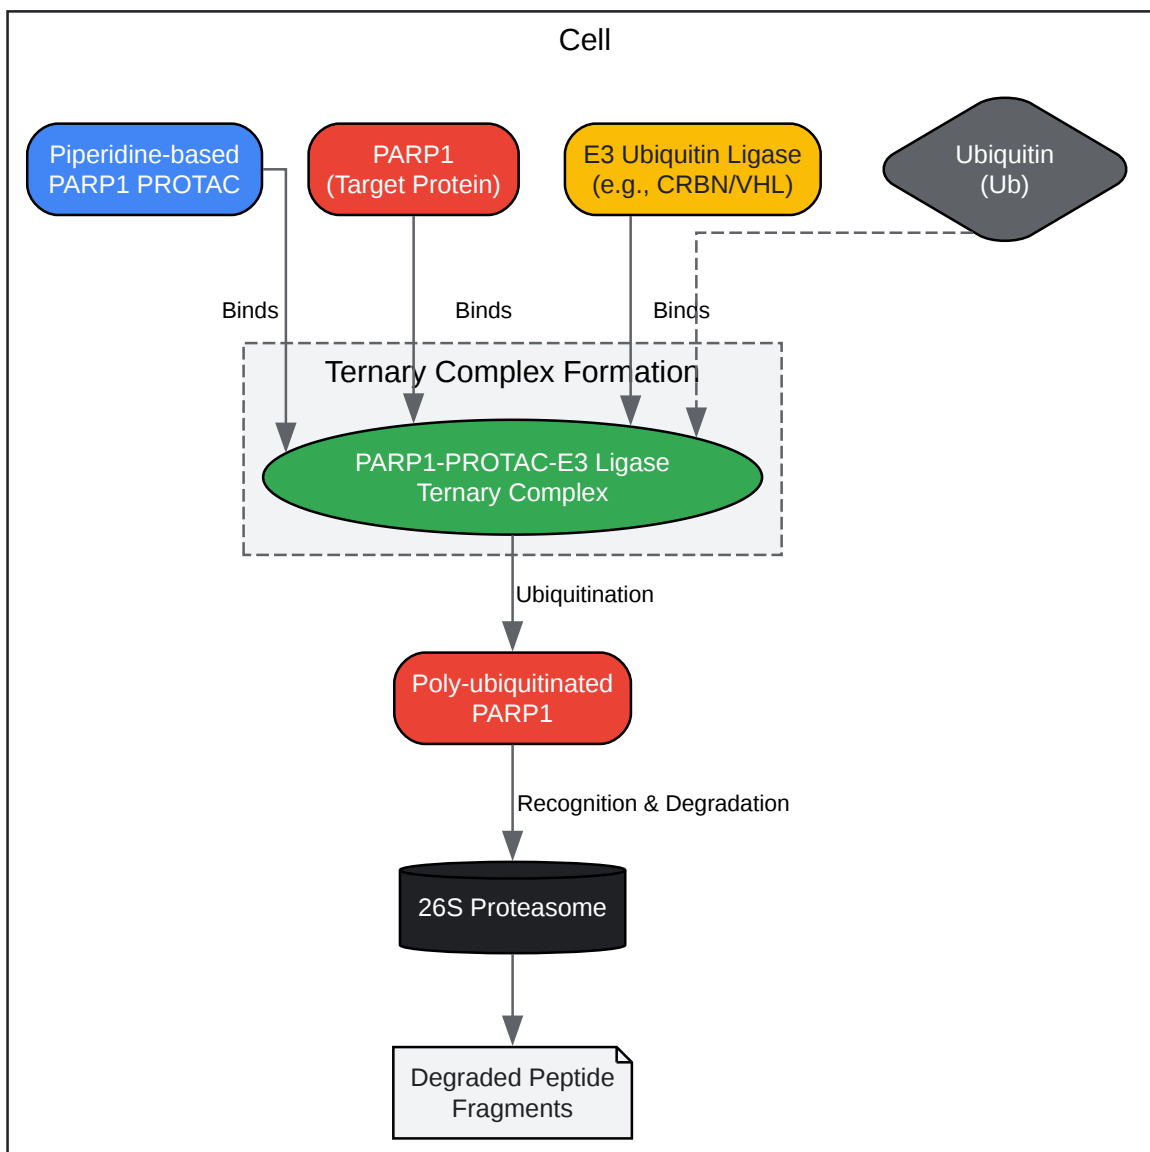 Cell
Piperidine-based
PARP1 PROTAC
PARP1
(Target Protein)
E3 Ubiquitin Ligase
(e.g., CRBN/VHL)
Ubiquitin
(Ub)
Binds
Binds
Binds
Ternary Complex Formation
PARP1-PROTAC-E3 Ligase
Ternary Complex
Ubiquitination
Poly-ubiquitinated
PARP1
Recognition & Degradation
26S Proteasome
Degraded Peptide
Fragments